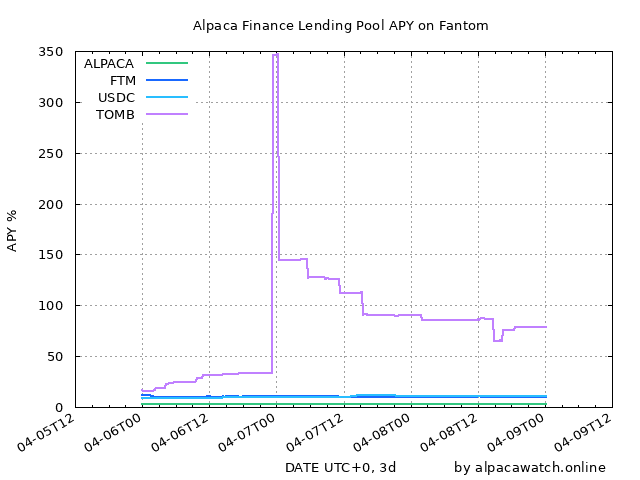 Alpaca Finance Lending Pool APY on Fantom
350
300
250
200
150
100
50
0
APY %
ALPACA
FTM
USDC
TOMB
04-05T12
04-06T00
04-06T12
04-07T00
04-07T12
04-08T00
04-08T12
04-09T00
04-09T12
DATE UTC+0, 3d
by alpacawatch.online